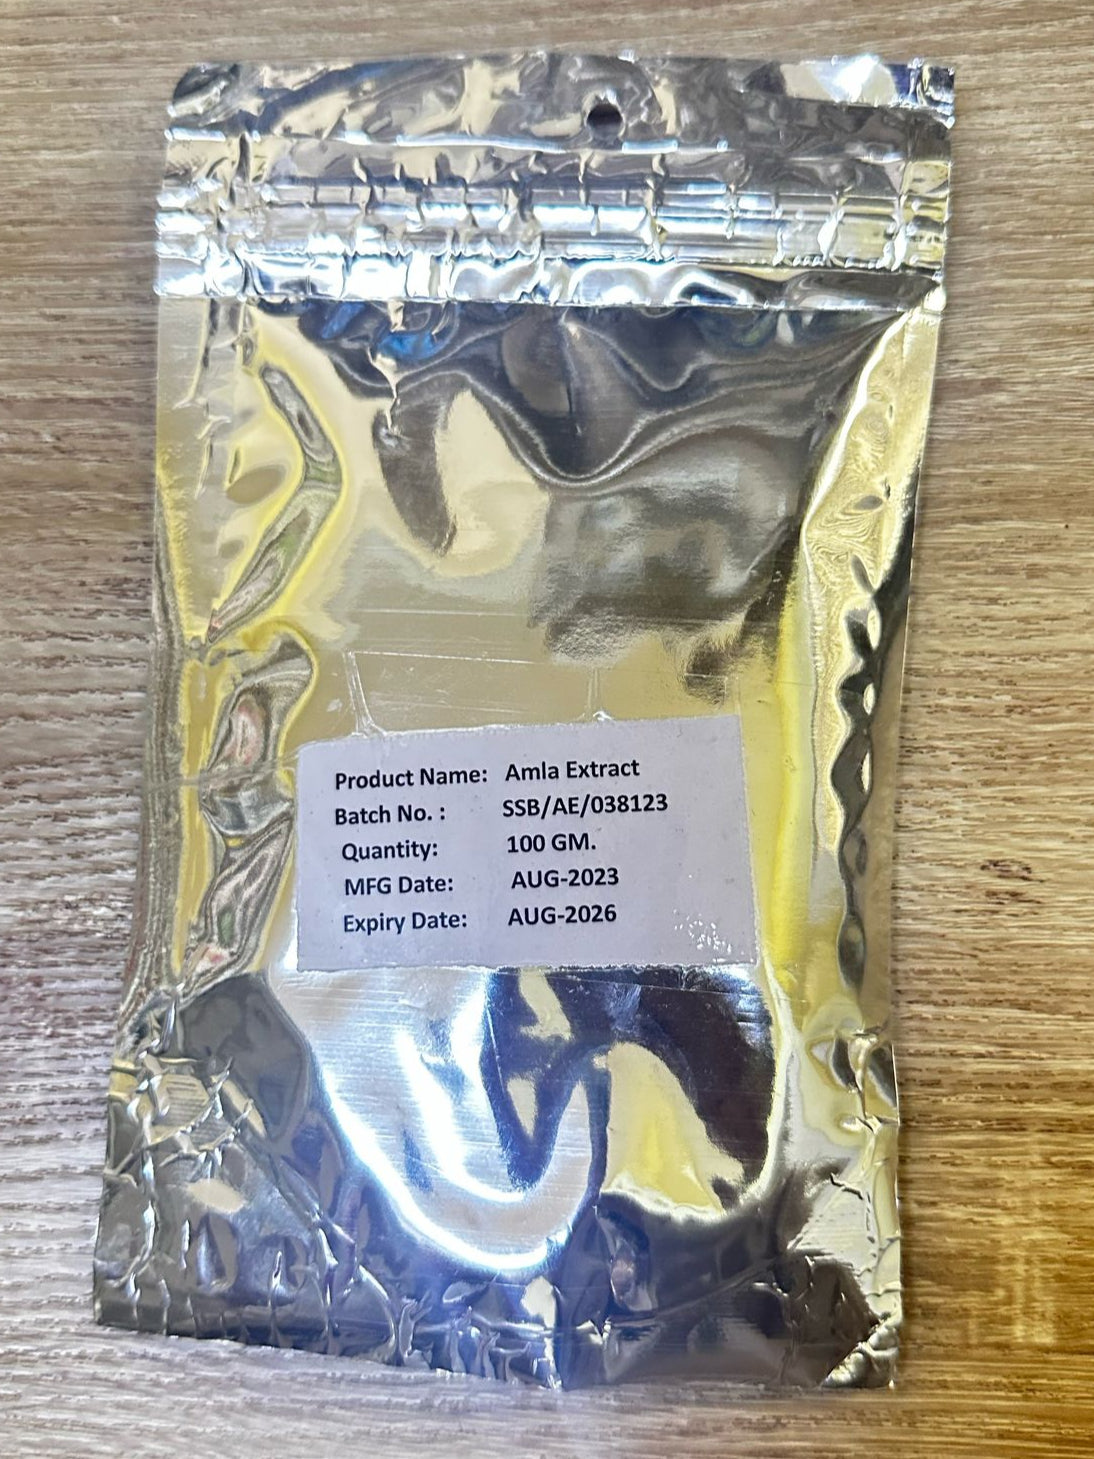 Product Name: Amla Extract
Batch No. : SSB/AE/038123
Quantity: 100 GM.
MFG Date: AUG-2023
Expiry Date: AUG-2026